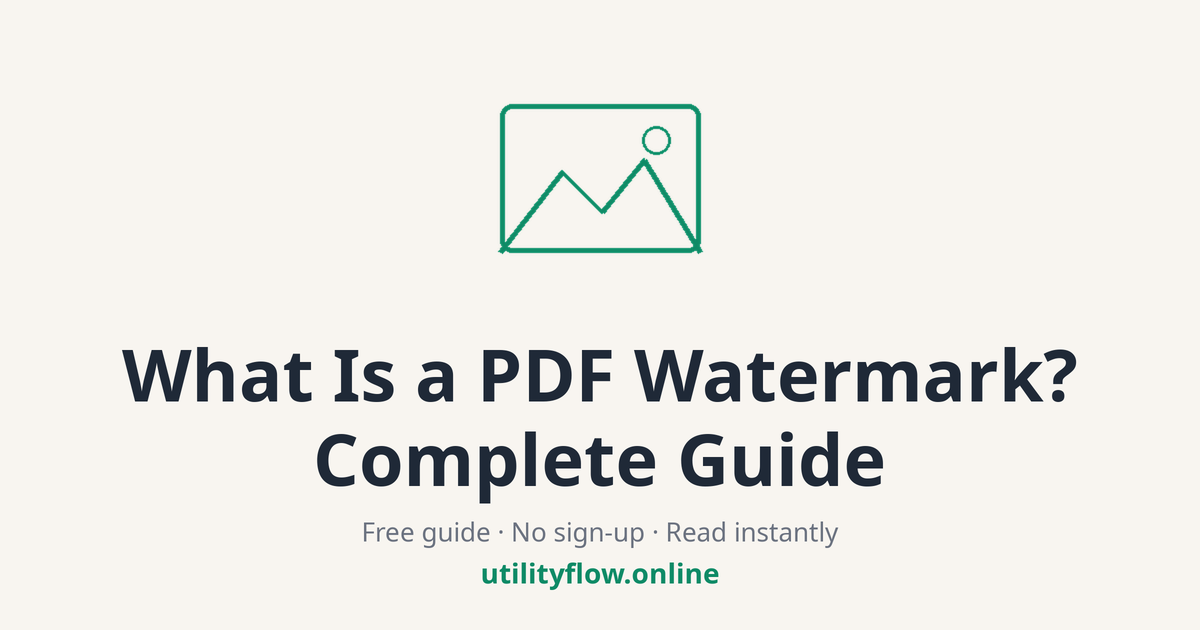 What Is a PDF Watermark?
Complete Guide
Free guide · No sign-up · Read instantly
utilityflow.online